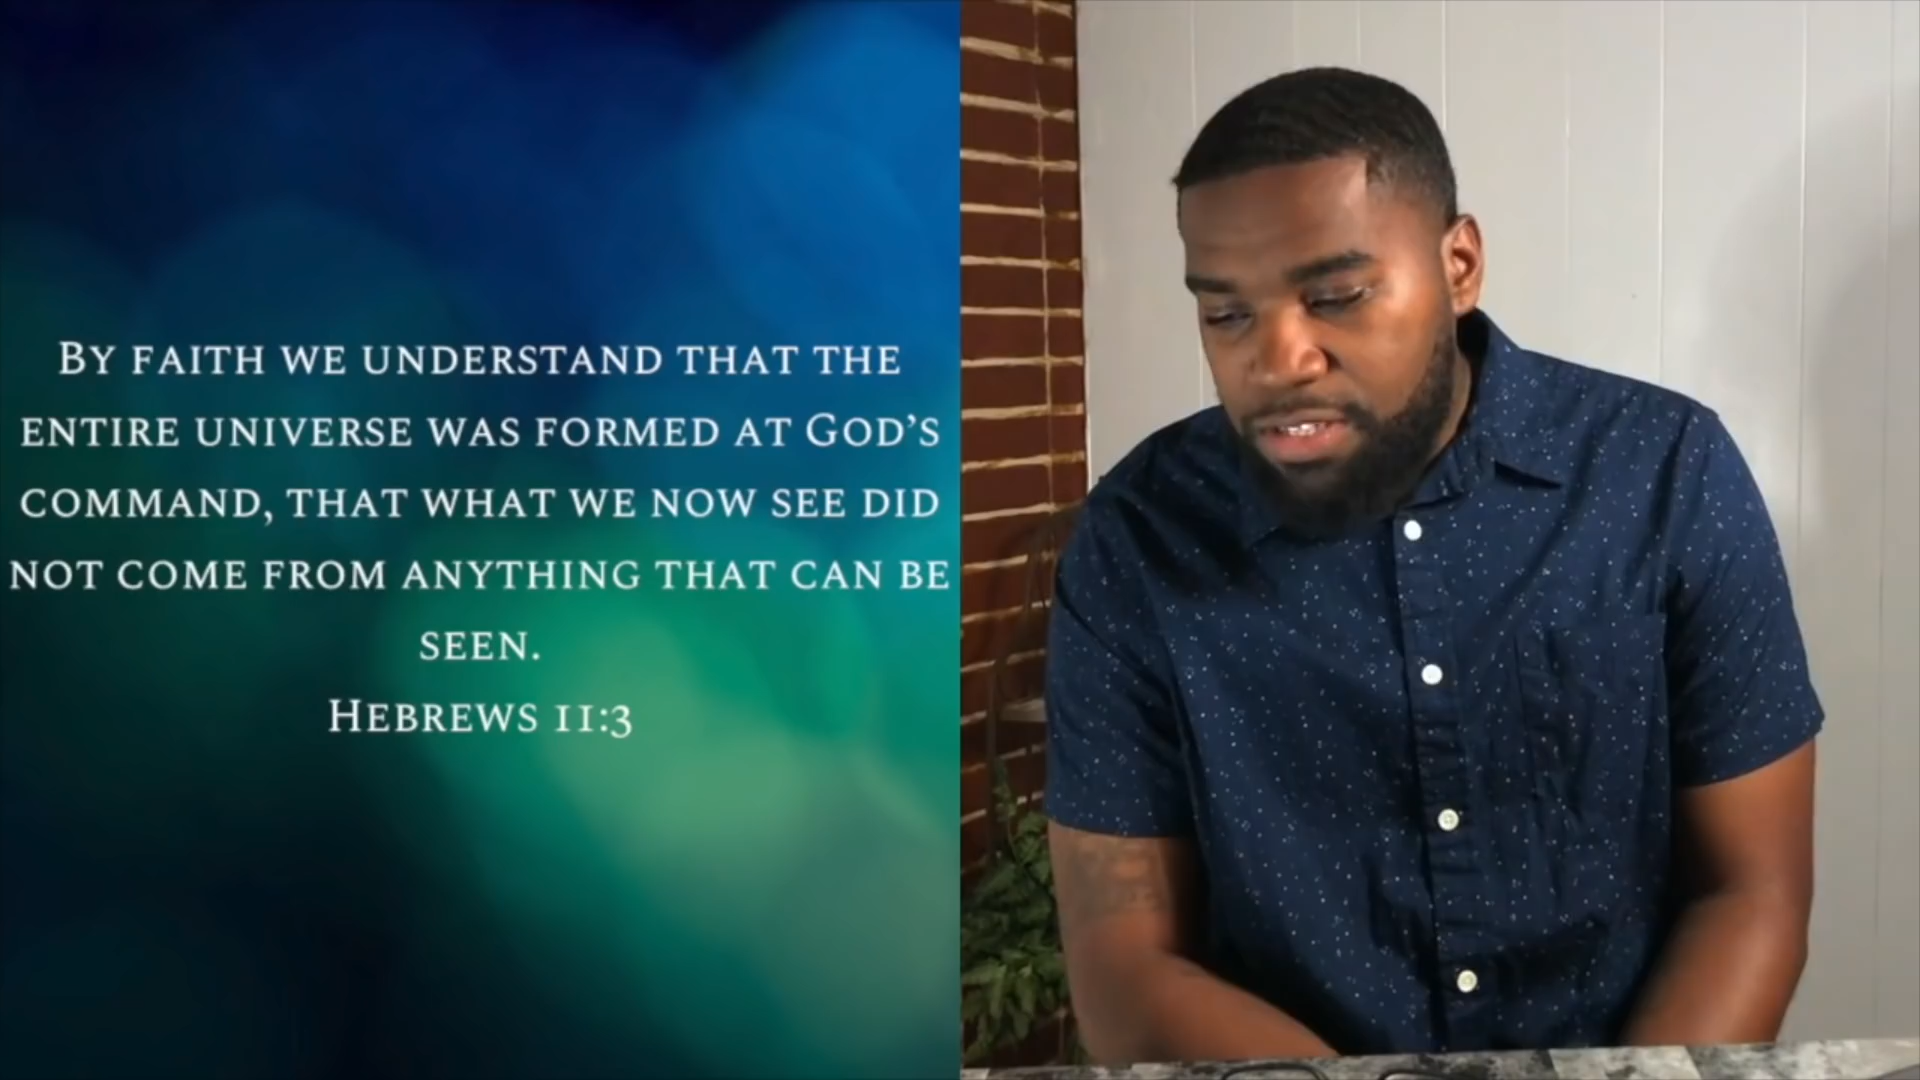 By faith we understand that the
entire universe was formed at God’s
command, that what we now see did
not come from anything that can be
seen.
Hebrews 11:3